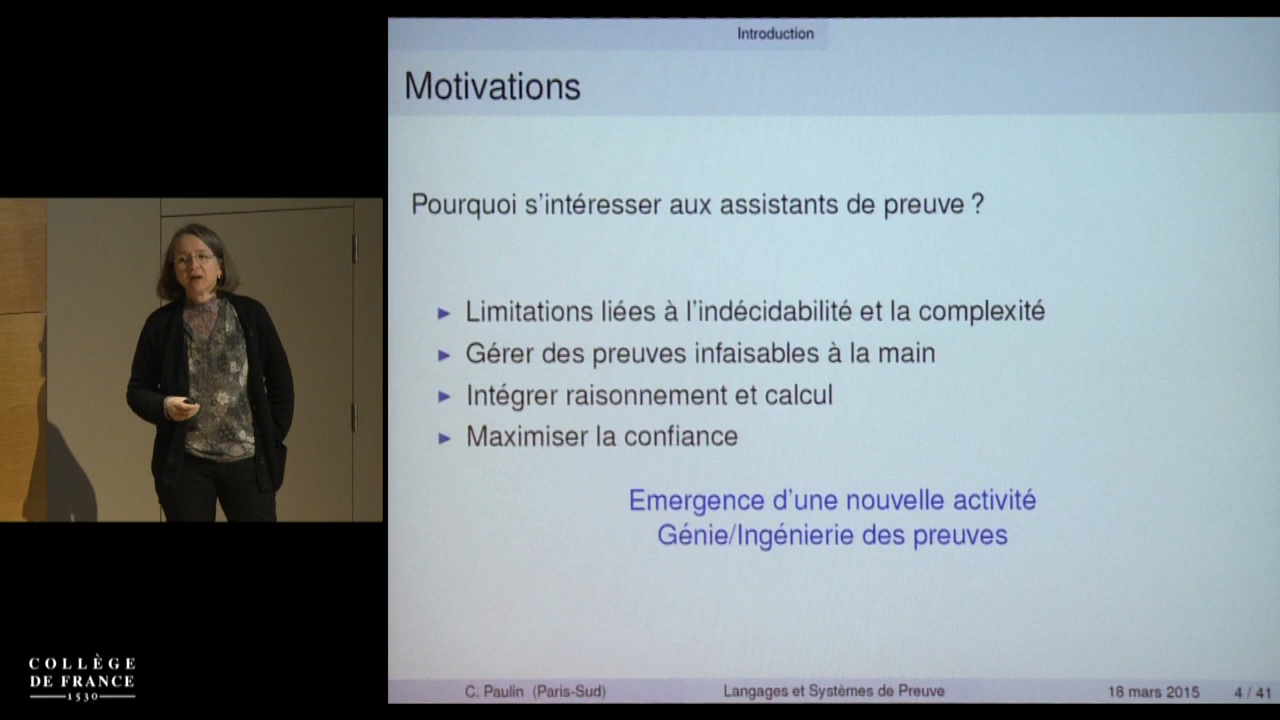 Introduction
Motivations
Pourquoi s'intéresser aux assistants de preuve ?
► Limitations liées à l'indécidabilité et la complexité
► Gérer des preuves infaisables à la main
► Intégrer raisonnement et calcul
► Maximiser la confiance
Emergence d'une nouvelle activité
Génie/Ingénierie des preuves
C. Paulin (Paris-Sud) Langages et Systèmes de Preuve 18 mars 2015 4 / 41
COLLÈGE
DE FRANCE
1530